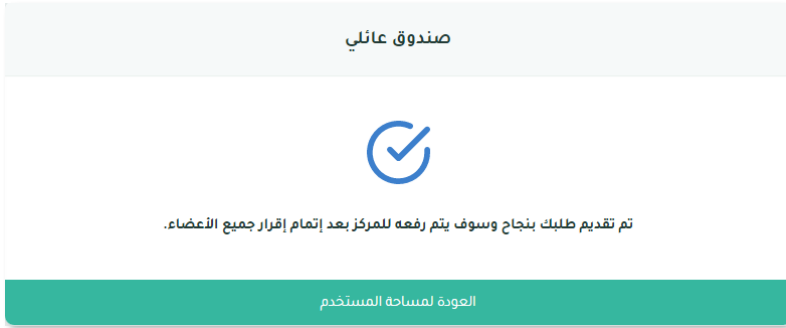 صندوق عائلي
تم تقديم طلبك بنجاح وسوف يتم رفعه للمركز بعد إتمام إقرار جميع الأعضاء.
العودة لمساحة المستخدم